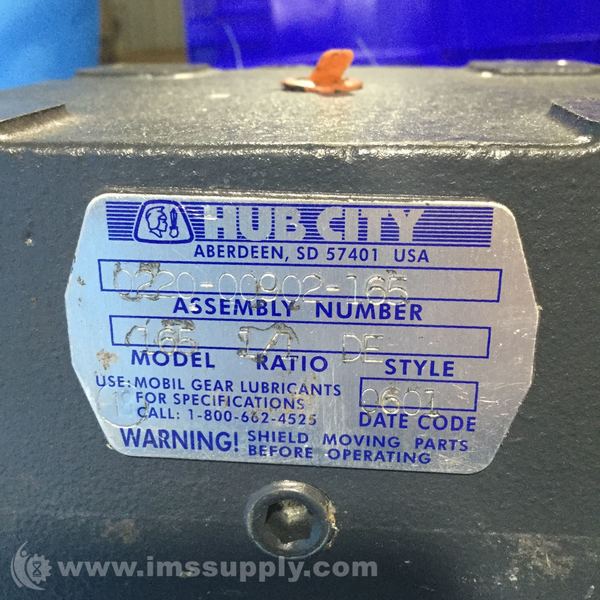 HUB CITY
ABERDEEN, SD 57401 USA
0220-00902-165
ASSEMBLY NUMBER
165 1/1 DE
MODEL RATIO STYLE
USE: MOBIL GEAR LUBRICANTS
FOR SPECIFICATIONS
CALL: 1-800-662-4525
0601
DATE CODE
WARNING! SHIELD MOVING PARTS
BEFORE OPERATING
www.imssupply.com